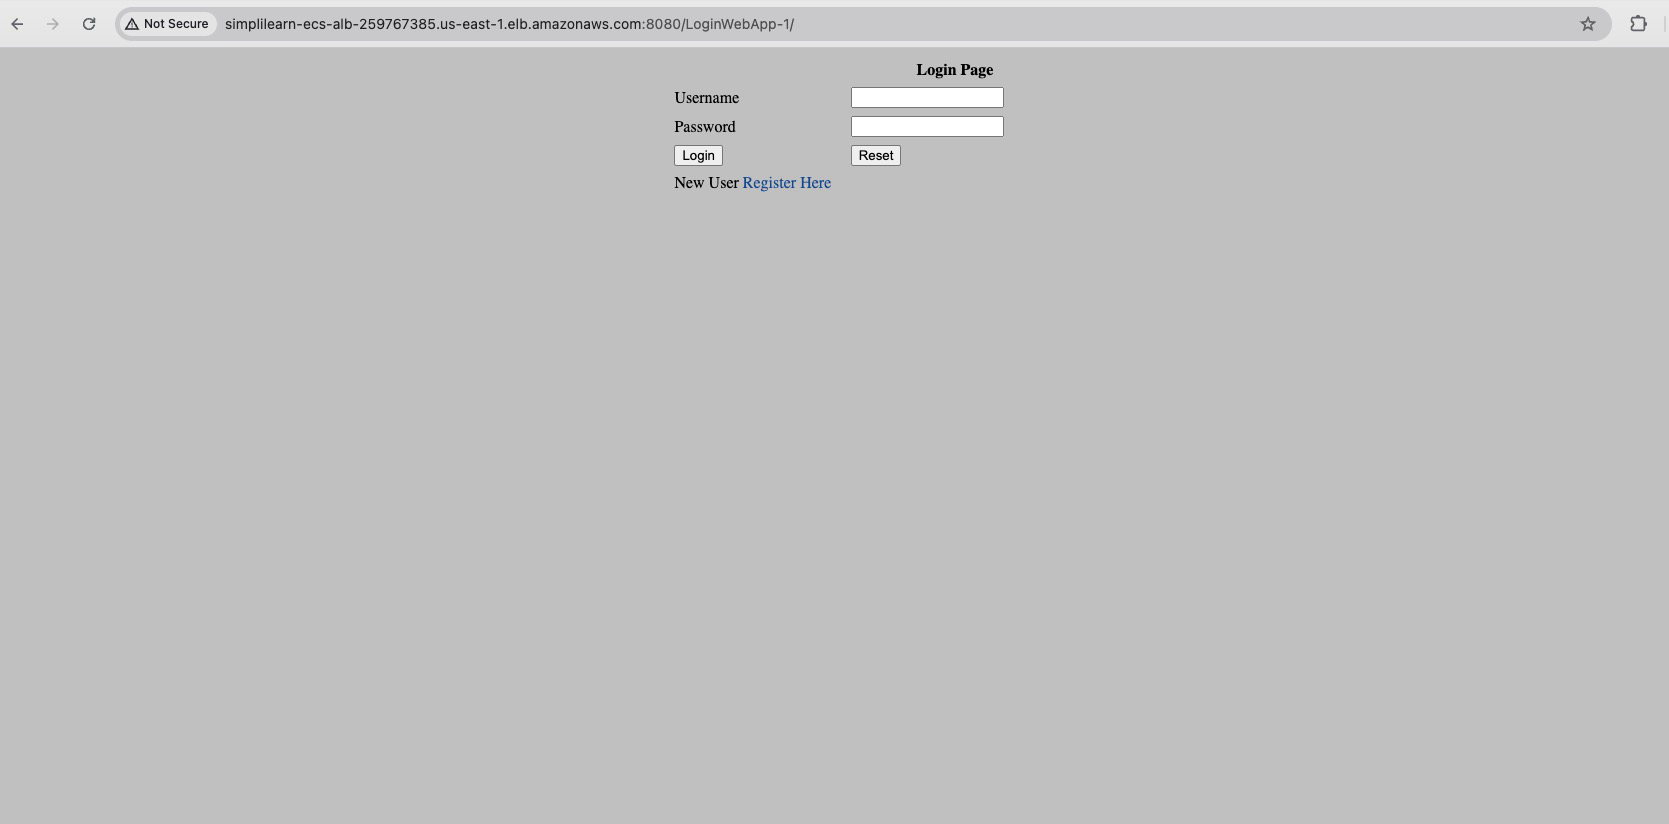 Not Secure simplilearn-ecs-alb-259767385.us-east-1.elb.amazonaws.com:8080/LoginWebApp-1/
Login Page
Username
Password
Login Reset
New User Register Here